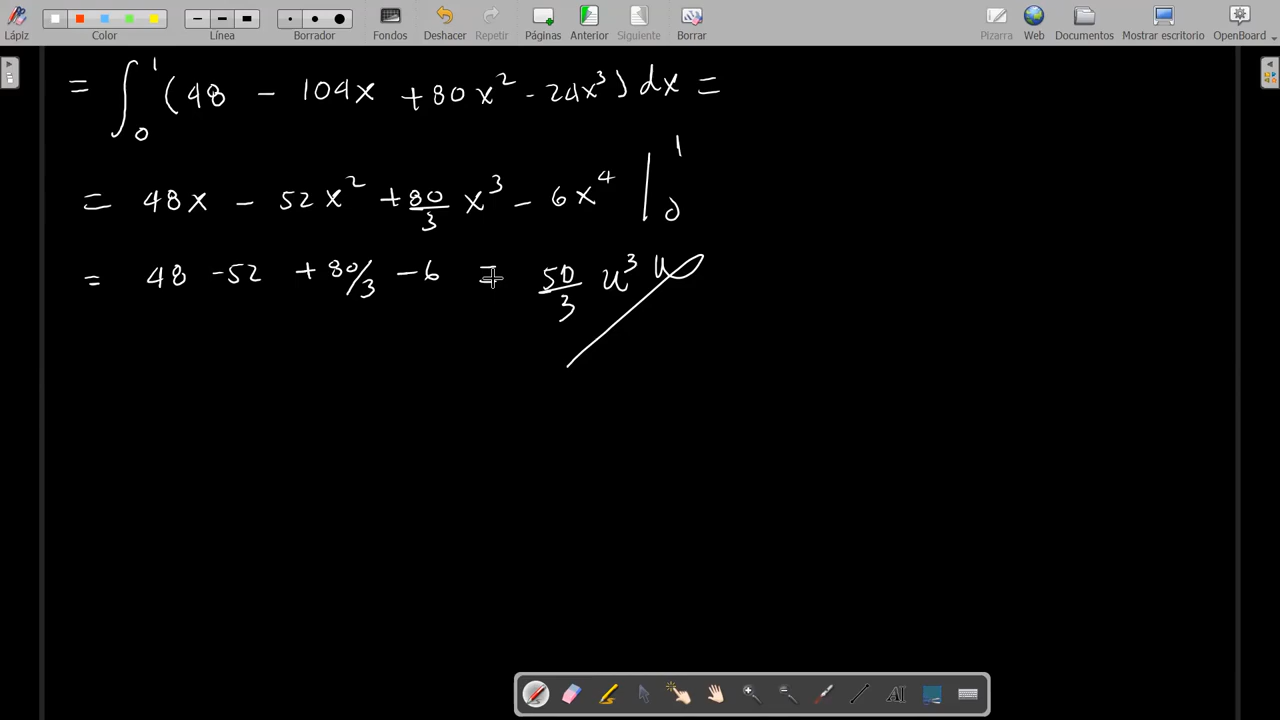 Lápiz Color Línea Borrador Fondos Deshacer Repetir Páginas Anterior Siguiente Borrar Pizarra Web Documentos Mostrar escritorio OpenBoard
= ∫₀¹ (48 - 104x + 80x² - 24x³) dx =
= 48x - 52x² + 80/3 x³ - 6x⁴ |₀¹
= 48 - 52 + 80/3 - 6 = 50/3 u³
AI